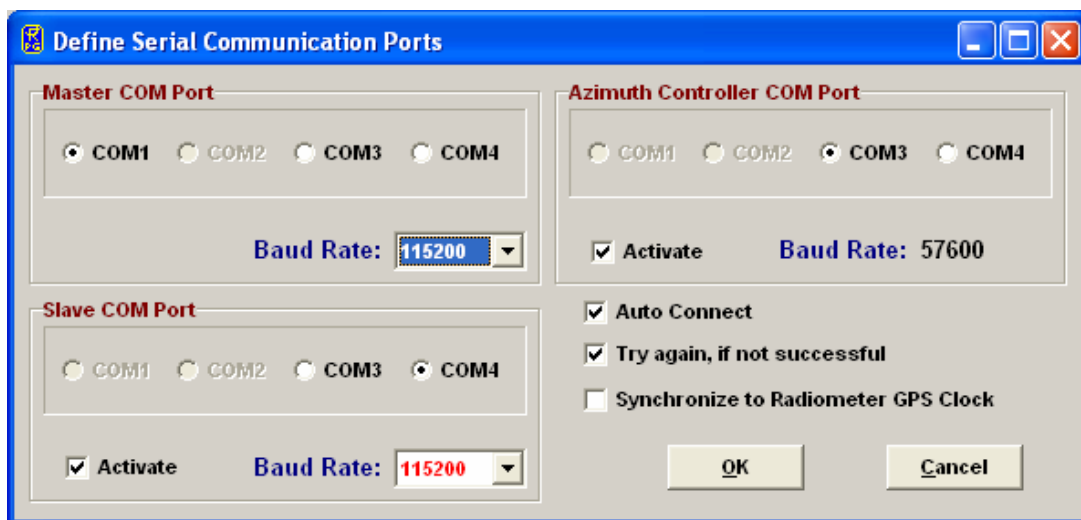 Define Serial Communication Ports
Master COM Port
COM1 COM2 COM3 COM4
Baud Rate: 115200
Slave COM Port
COM1 COM2 COM3 COM4
Activate Baud Rate: 115200
Azimuth Controller COM Port
COM1 COM2 COM3 COM4
Activate Baud Rate: 57600
Auto Connect
Try again, if not successful
Synchronize to Radiometer GPS Clock
OK Cancel